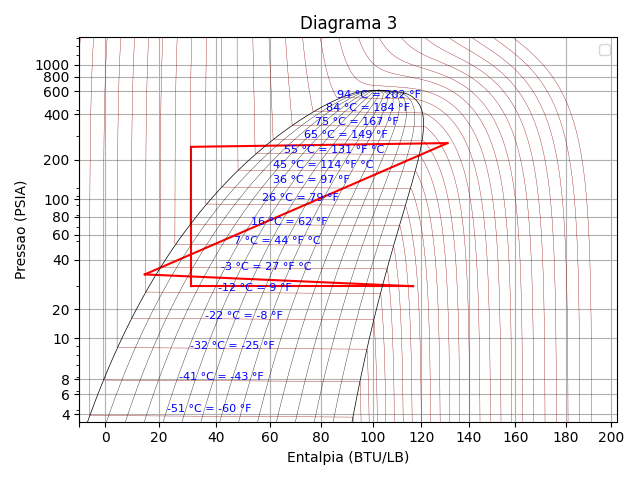 Diagrama 3
1000
800
600
400
200
100
80
60
40
20
10
8
6
4
Pressao (PSIA)
94 °C = 202 °F
84 °C = 184 °F
75 °C = 167 °F
65 °C = 149 °F
55 °C = 131 °F °C
45 °C = 114 °F °C
36 °C = 97 °F
26 °C = 79 °F
16 °C = 62 °F
7 °C = 44 °F °C
-3 °C = 27 °F °C
-12 °C = 9 °F
-22 °C = -8 °F
-32 °C = -25 °F
-41 °C = -43 °F
-51 °C = -60 °F
0 20 40 60 80 100 120 140 160 180 200
Entalpia (BTU/LB)